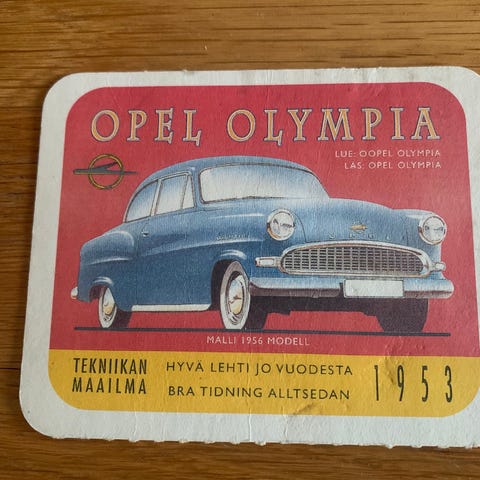 OPEL OLYMPIA
LUE: OOPEL OLYMPIA
LÄS: OPEL OLYMPIA
MALLI 1956 MODELL
TEKNIIKAN
MAAILMA
HYVÄ LEHTI JO VUODESTA
BRA TIDNING ALLTSEDAN
1953